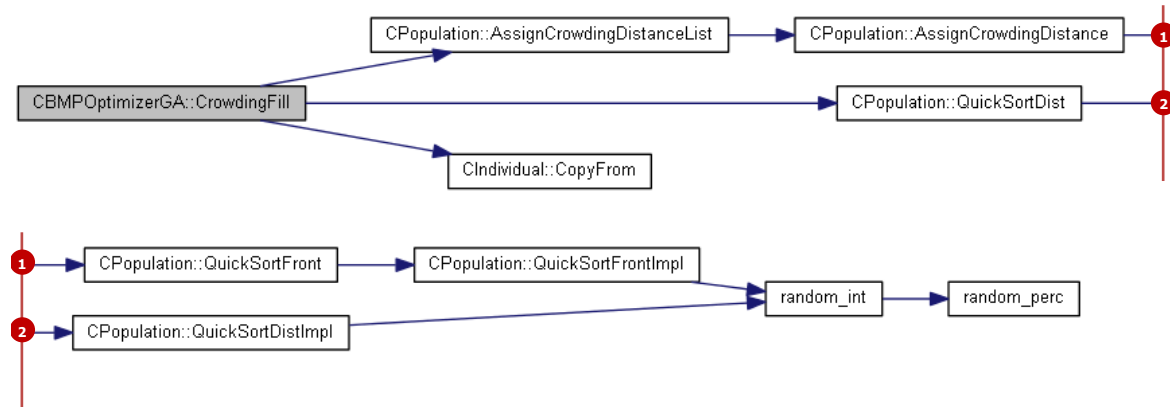 CPopulation::AssignCrowdingDistanceList
CPopulation::AssignCrowdingDistance
1
CBMPOptimizerGA::CrowdingFill
CPopulation::QuickSortDist
2
CIndividual::CopyFrom
1
CPopulation::QuickSortFront
CPopulation::QuickSortFrontImpl
random_int
random_perc
2
CPopulation::QuickSortDistImpl